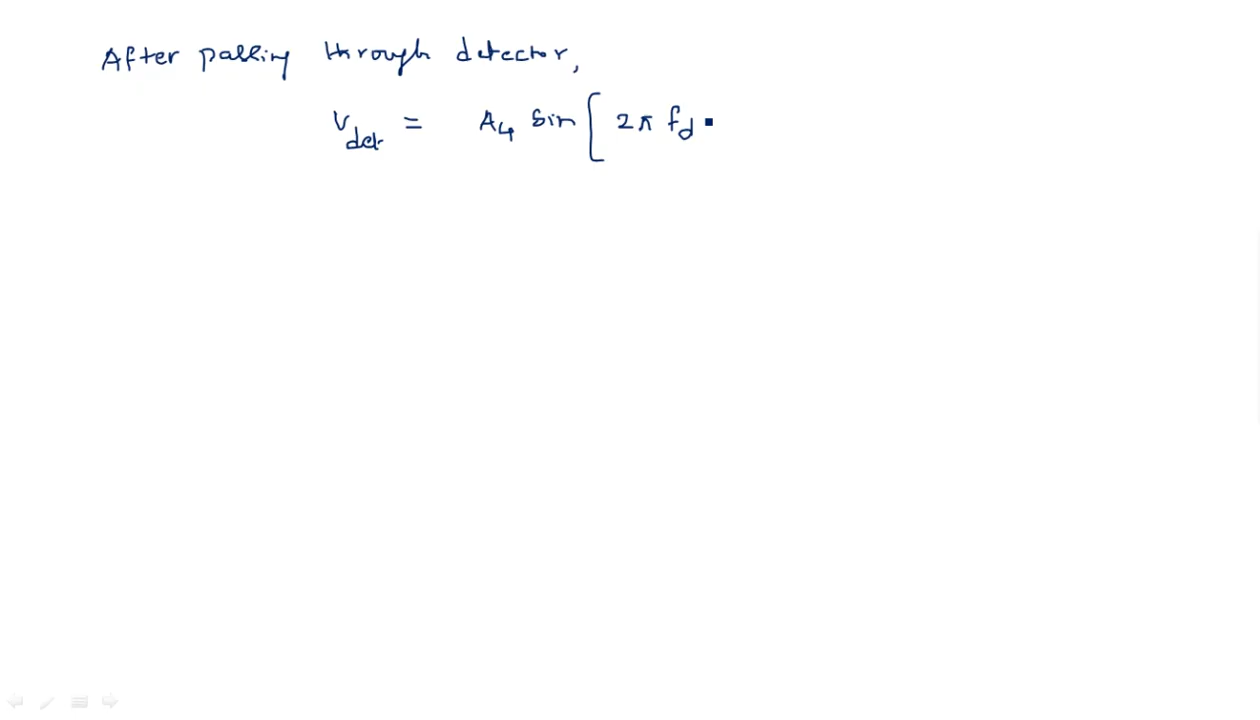 After passing through detector,
V_det = A_4 sin [ 2π f_d